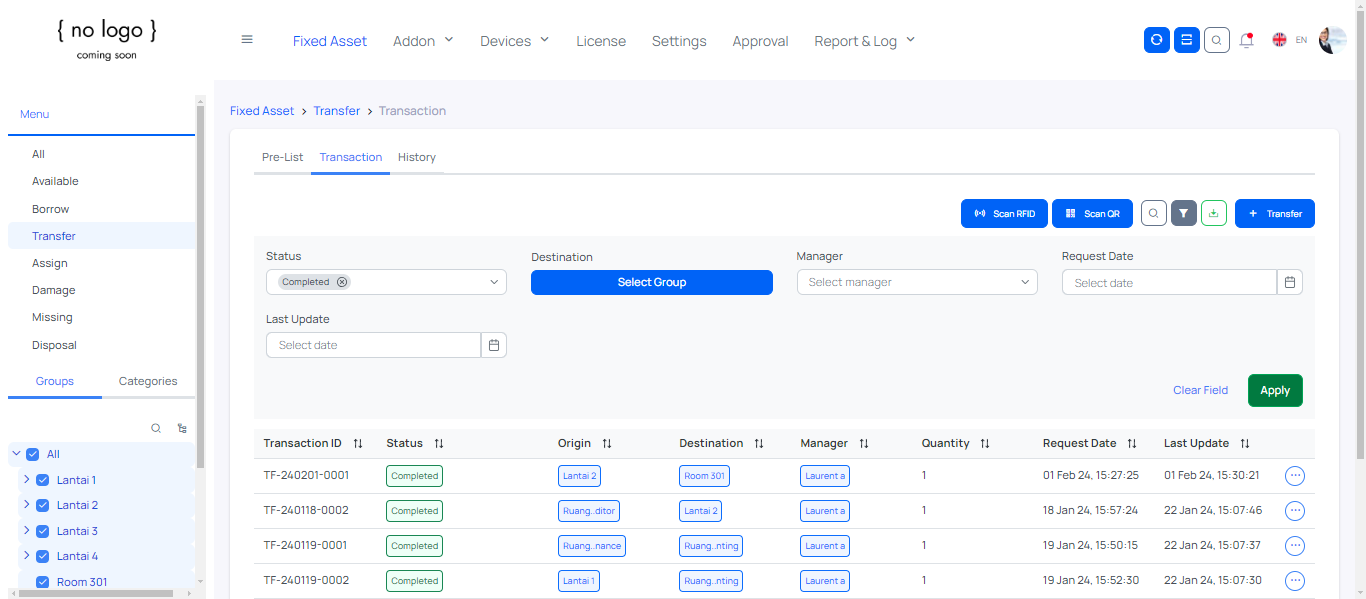 { no logo }
coming soon
Fixed Asset Addon Devices License Settings Approval Report & Log EN
Menu
All
Available
Borrow
Transfer
Assign
Damage
Missing
Disposal
Groups Categories
All
Lantai 1
Lantai 2
Lantai 3
Lantai 4
Room 301
Fixed Asset > Transfer > Transaction
Pre-List Transaction History
Scan RFID Scan QR + Transfer
Status Destination Manager Request Date
Completed Select Group Select manager Select date
Last Update
Select date
Clear Field Apply
Transaction ID Status Origin Destination Manager Quantity Request Date Last Update
TF-240201-0001 Completed Lantai 2 Room 301 Laurent a 1 01 Feb 24, 15:27:25 01 Feb 24, 15:30:21
TF-240118-0002 Completed Ruang..ditor Lantai 2 Laurent a 1 18 Jan 24, 15:57:24 22 Jan 24, 15:07:46
TF-240119-0001 Completed Ruang..nance Ruang..nting Laurent a 1 19 Jan 24, 15:50:15 22 Jan 24, 15:07:37
TF-240119-0002 Completed Lantai 1 Ruang..nting Laurent a 1 19 Jan 24, 15:52:30 22 Jan 24, 15:07:30